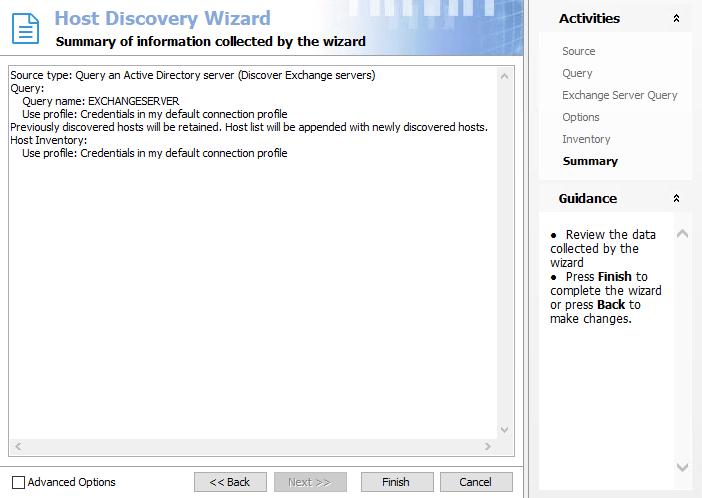 Host Discovery Wizard
Summary of information collected by the wizard
Source type: Query an Active Directory server (Discover Exchange servers)
Query:
Query name: EXCHANGESERVER
Use profile: Credentials in my default connection profile
Previously discovered hosts will be retained. Host list will be appended with newly discovered hosts.
Host Inventory:
Use profile: Credentials in my default connection profile
Advanced Options
<< Back
Next >>
Finish
Cancel
Activities
Source
Query
Exchange Server Query
Options
Inventory
Summary
Guidance
● Review the data
collected by the
wizard
● Press Finish to
complete the wizard
or press Back to
make changes.